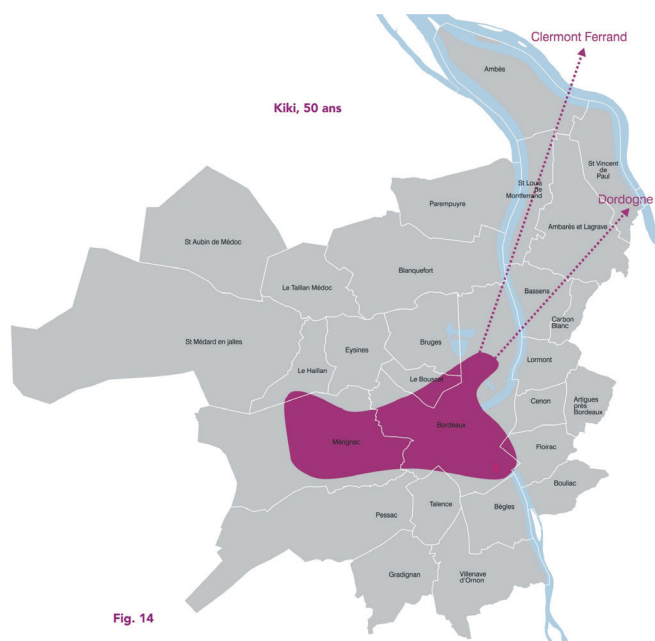 Clermont Ferrand
Ambès
Kiki, 50 ans
St Vincent
de
Paul
St Louis
de
Montferrand
Dordogne
Parempuyre
Ambarès et Lagrave
St Aubin de Médoc
Blanquefort
Le Taillan Médoc
Bassens
Carbon
Blanc
St Médard en jalles
Bruges
Eysines
Lormont
Le Haillan
Le Bouscat
Cenon
Artigues
près
Bordeaux
Bordeaux
Mérignac
Floirac
Bouliac
Talence
Bègles
Pessac
Gradignan
Villenave
d'Ornon
Fig. 14